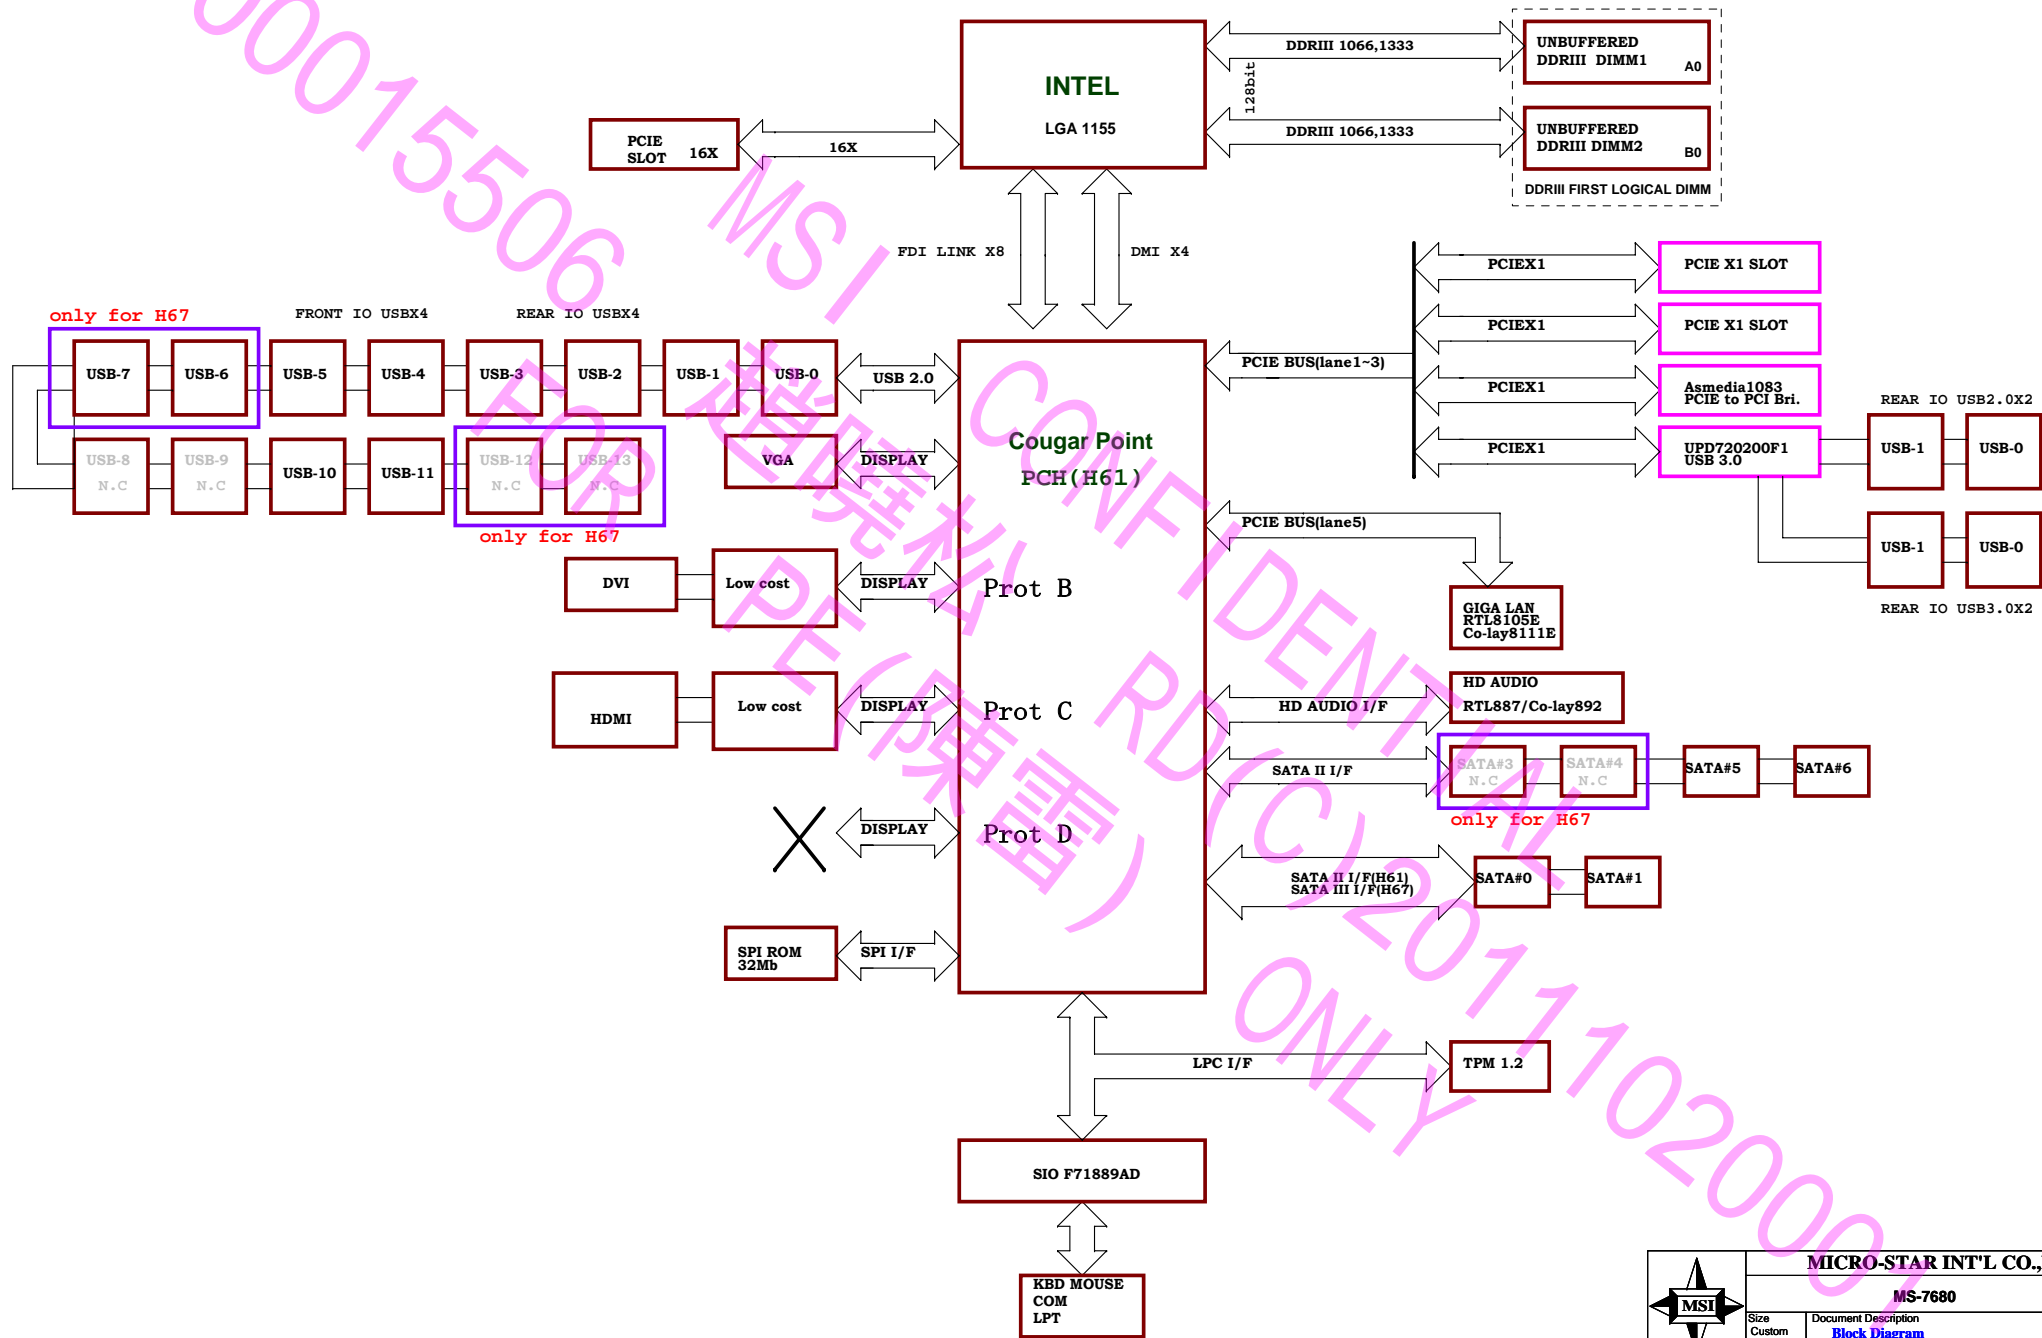 INTEL
LGA 1155
DDRIII 1066,1333
128bit
DDRIII 1066,1333
UNBUFFERED
DDRIII DIMM1
A0
UNBUFFERED
DDRIII DIMM2
B0
DDRIII FIRST LOGICAL DIMM
PCIE
SLOT 16X
16X
FDI LINK X8
DMI X4
only for H67
FRONT IO USBX4
REAR IO USBX4
USB-7
USB-6
USB-5
USB-4
USB-3
USB-2
USB-1
USB-0
USB 2.0
USB-8
N.C
USB-9
N.C
USB-10
USB-11
USB-12
N.C
USB-13
N.C
only for H67
VGA
DISPLAY
Cougar Point
PCH(H61)
PCIE BUS(lane1~3)
PCIEX1
PCIE X1 SLOT
PCIEX1
PCIE X1 SLOT
PCIEX1
Asmedia1083
PCIE to PCI Bri.
PCIEX1
UPD720200F1
USB 3.0
REAR IO USB2.0X2
USB-1
USB-0
USB-1
USB-0
REAR IO USB3.0X2
PCIE BUS(lane5)
GIGA LAN
RTL8105E
Co-lay8111E
DVI
Low cost
DISPLAY
Prot B
HDMI
Low cost
DISPLAY
Prot C
HD AUDIO I/F
HD AUDIO
RTL887/Co-lay892
SATA II I/F
SATA#3
N.C
SATA#4
N.C
SATA#5
SATA#6
only for H67
DISPLAY
Prot D
SATA II I/F(H61)
SATA III I/F(H67)
SATA#0
SATA#1
SPI ROM
32Mb
SPI I/F
LPC I/F
TPM 1.2
SIO F71889AD
KBD MOUSE
COM
LPT
MSI
MICRO-STAR INT'L CO.,
MS-7680
Size
Custom
Document Description
Block Diagram
00015506
MSI CONFIDENTIAL
FOR 趙曉松 RD(C)2011102000
PE(陳雷) ONLY